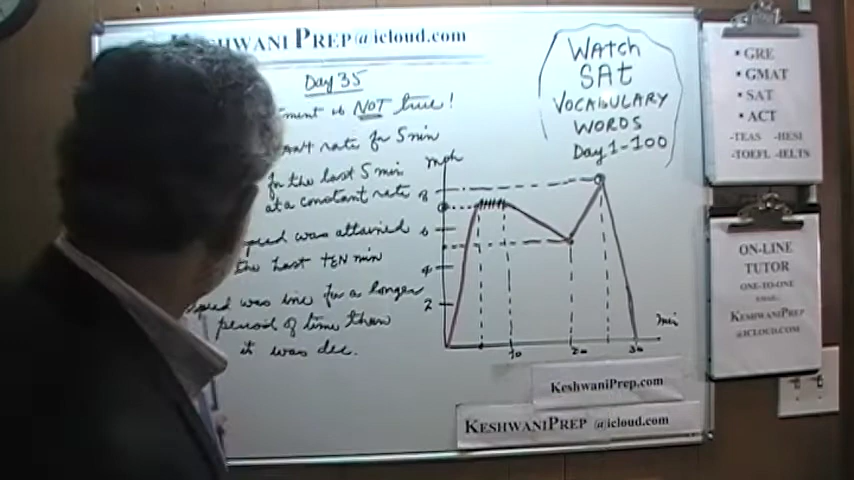 KESHWANI PREP@icloud.com
Day 35
is NOT true!
rate for 5 min
for the last 5 min
at a constant rate
was attained
the last TEN min
was inc for a longer
period of time than
it was dec.
WATCH
SAt
VOCABULARY
WORDS
Day 1-100
mph
8
6
4
2
10
20
30
min
KeshwaniPrep.com
KESHWANIPREP @icloud.com
• GRE
• GMAT
• SAT
• ACT
-TEAS -HESI
-TOEFL -IELTS
ON-LINE
TUTOR
ONE-TO-ONE
KESHWANIPREP
@ICLOUD.COM